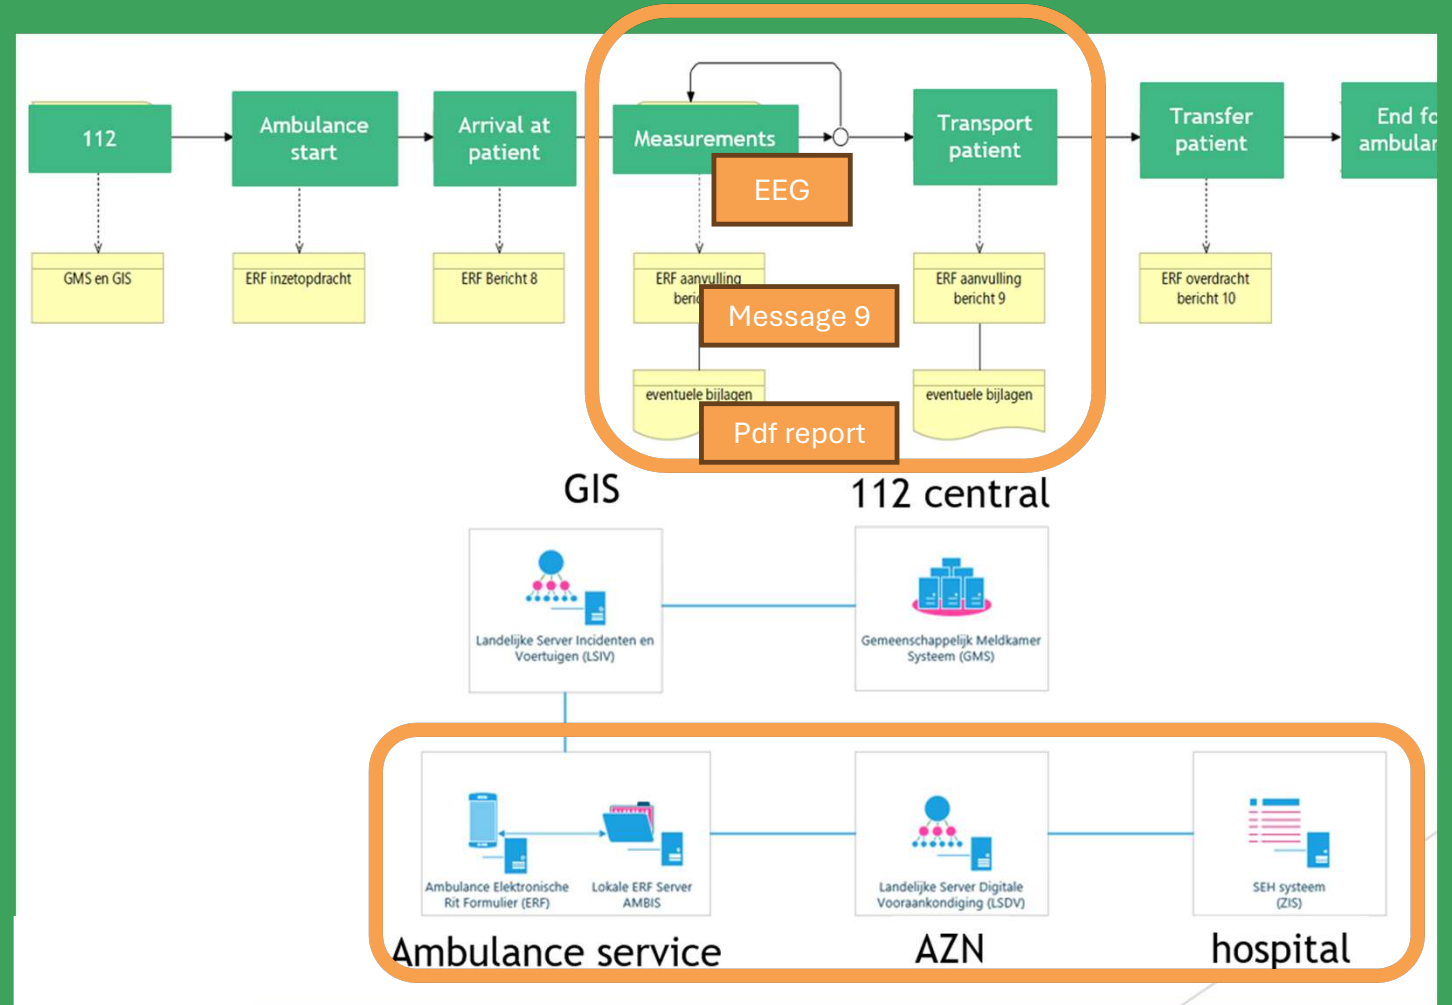 112
Ambulance
start
Arrival at
patient
Measurements
Transport
patient
Transfer
patient
End fo
ambulan
EEG
GMS en GIS
ERF inzetopdracht
ERF Bericht 8
ERF aanvulling
beric
Message 9
ERF aanvulling
bericht 9
ERF overdracht
bericht 10
eventuele bijlagen
Pdf report
eventuele bijlagen
GIS
112 central
Landelijke Server Incidenten en
Voertuigen (LSIV)
Gemeenschappelijk Meldkamer
Systeem (GMS)
Ambulance Elektronische
Rit Formulier (ERF)
Lokale ERF Server
AMBIS
Landelijke Server Digitale
Vooraankondiging (LSDV)
SEH systeem
(ZIS)
Ambulance service
AZN
hospital